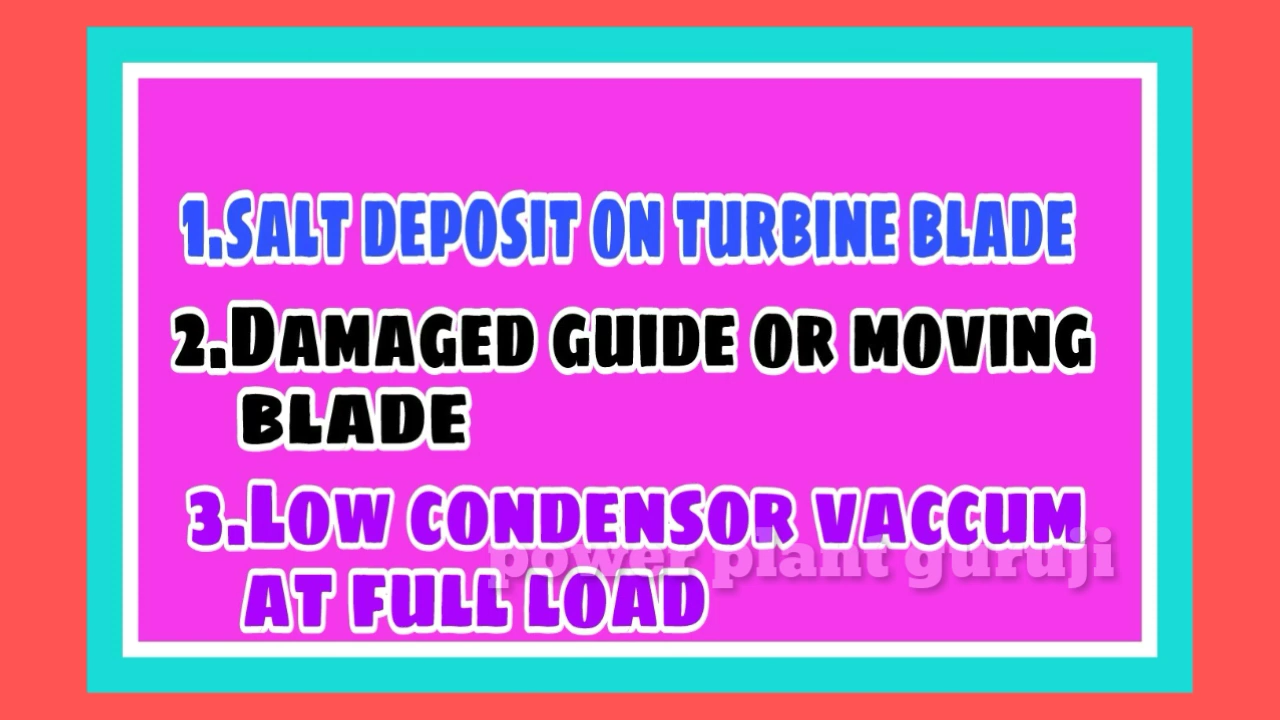 1.SALT DEPOSIT ON TURBINE BLADE
2.DAMAGED GUIDE OR MOVING
BLADE
3.LOW CONDENSOR VACCUM
power plant guruji
AT FULL LOAD